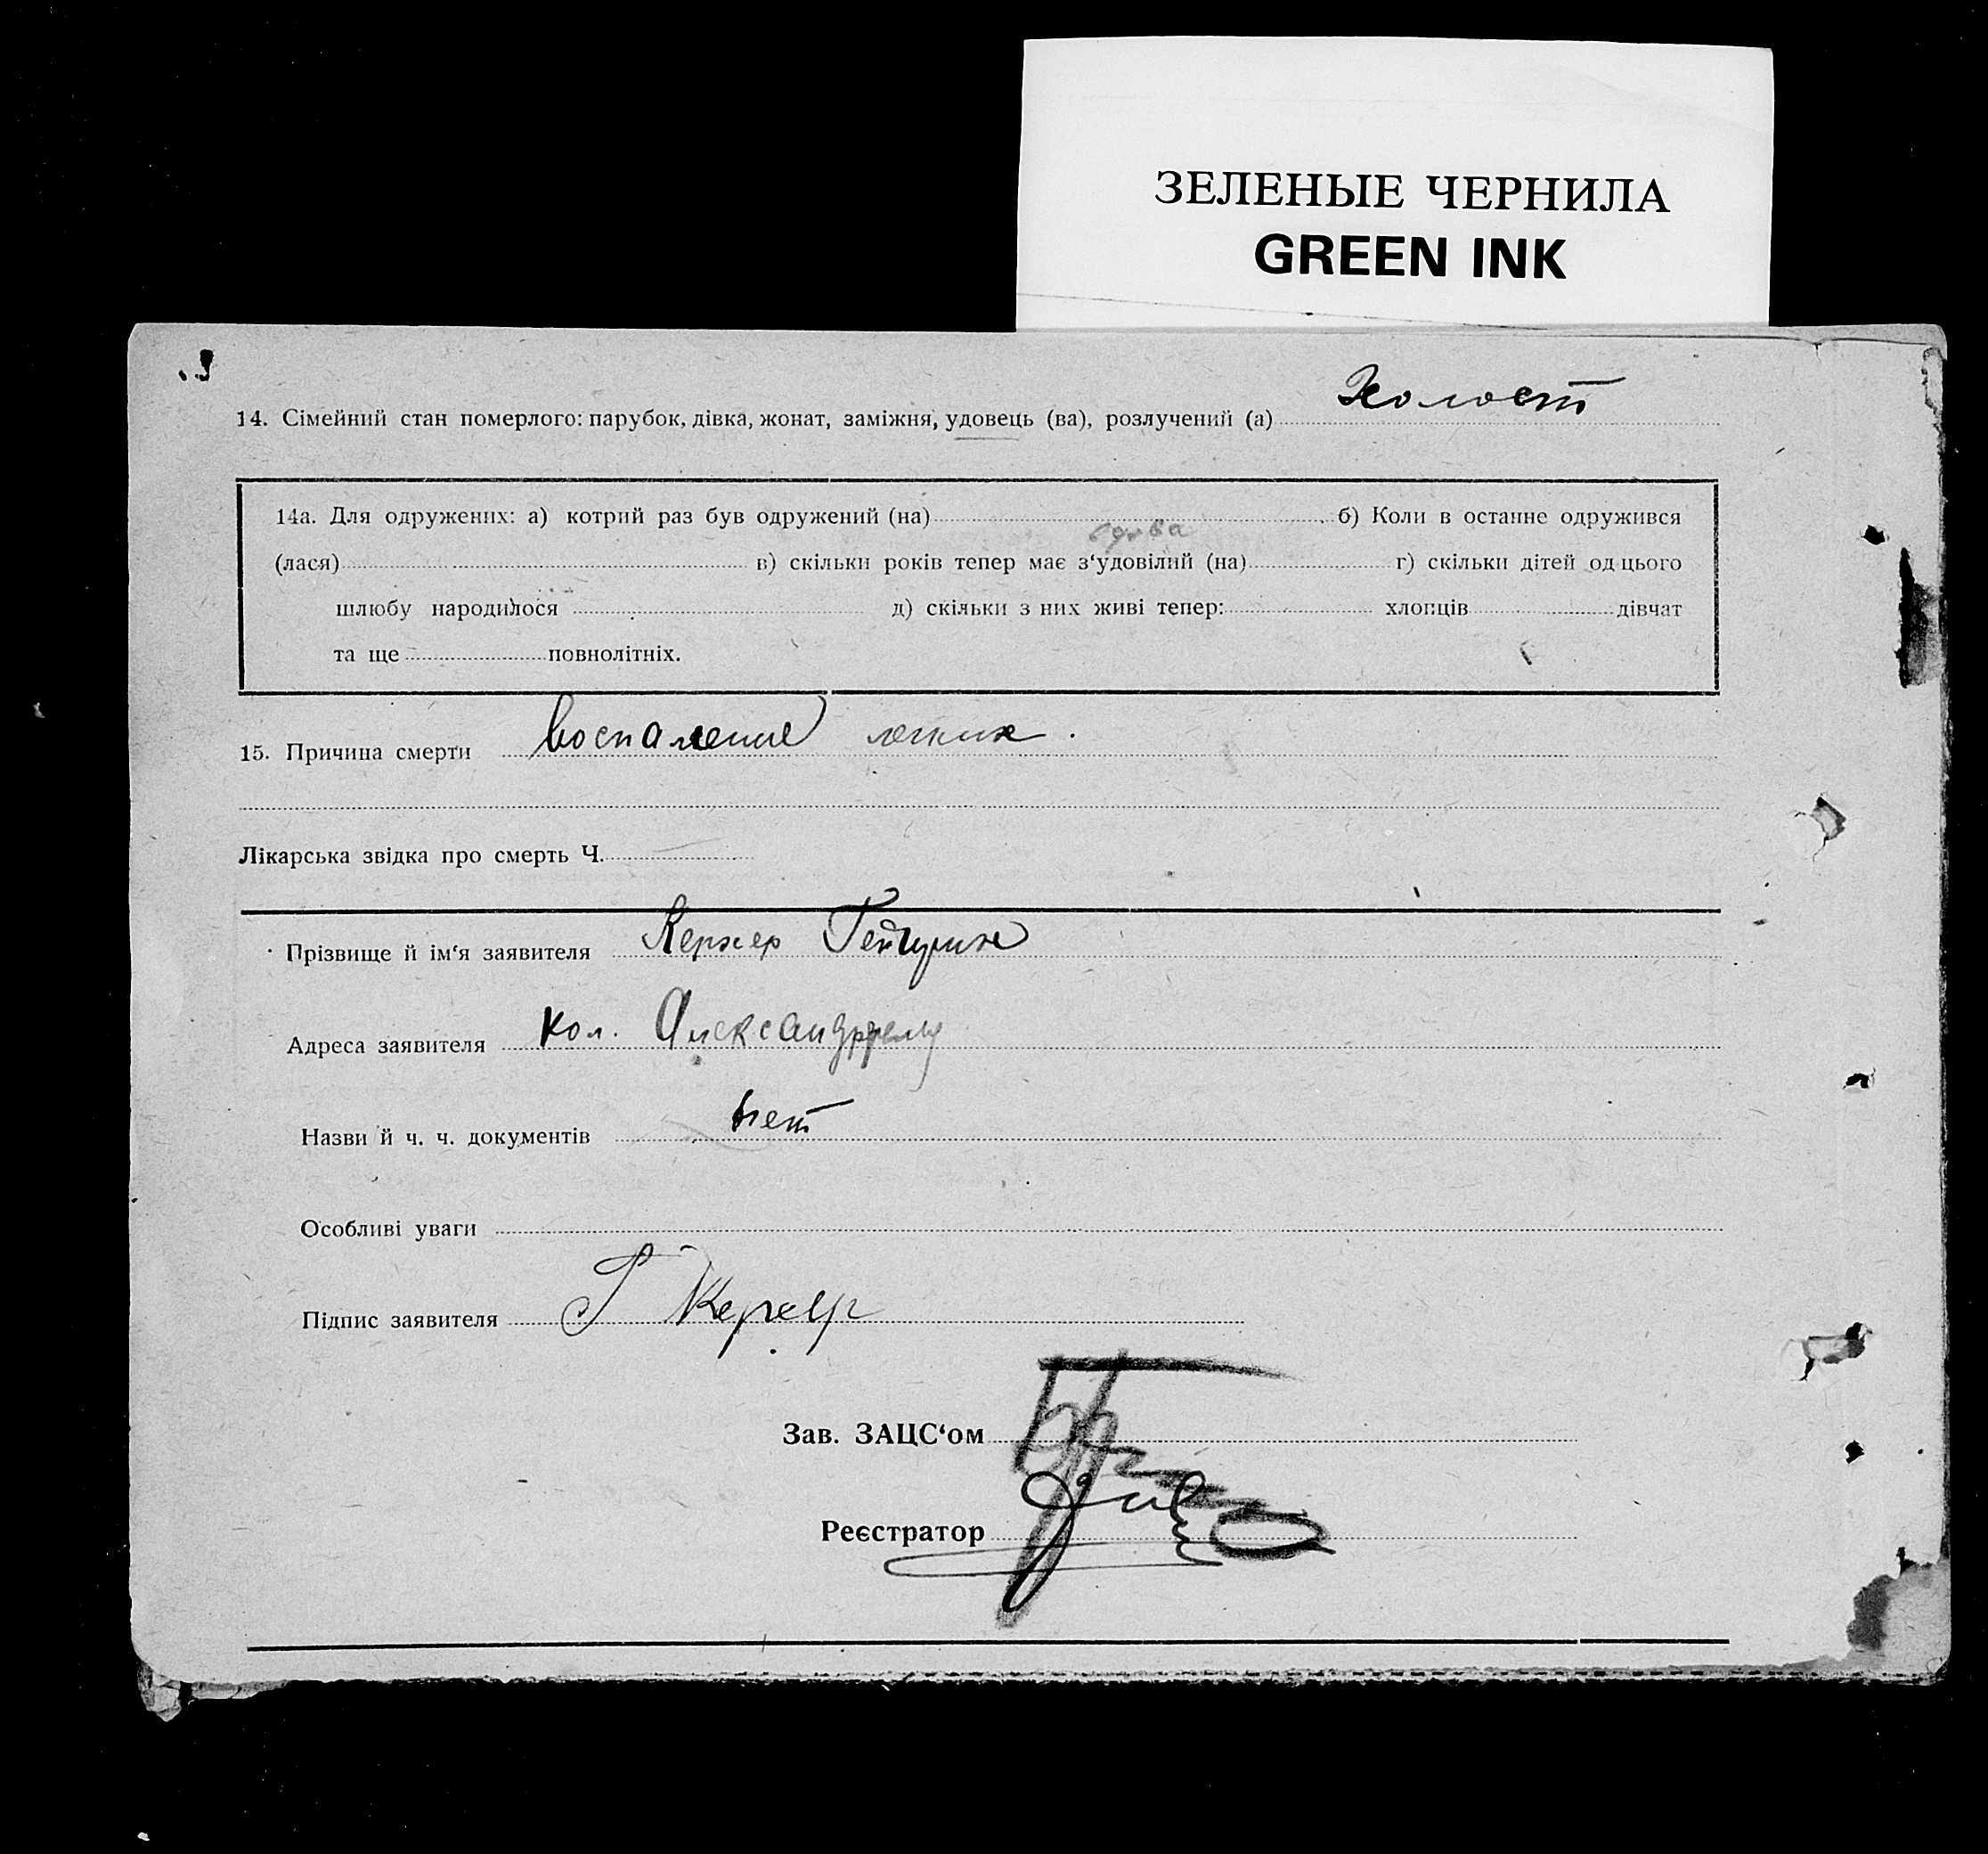 ЗЕЛЕНЫЕ ЧЕРНИЛА
GREEN INK
14. Сімейний стан померлого: парубок, дівка, жонат, заміжня, удовець (ва), розлучений (а) Холост
14а. Для одружених: а) котрий раз був одружений (на) б) Коли в останнє одружився
(лася) в) скільки років тепер має з‘удовілий (на) г) скільки дітей од цього
шлюбу народилося д) скільки з них живі тепер: хлопців дівчат
та ще повнолітніх.
15. Причина смерти воспаление легких.
Лікарська звідка про смерть Ч.
Прізвище й ім‘я заявителя Керхер
Адреса заявителя кол.
Назви й ч. ч. документів нет
Особливі уваги
Підпис заявителя Керхер
Зав. ЗАЦС‘ом
Реєстратор